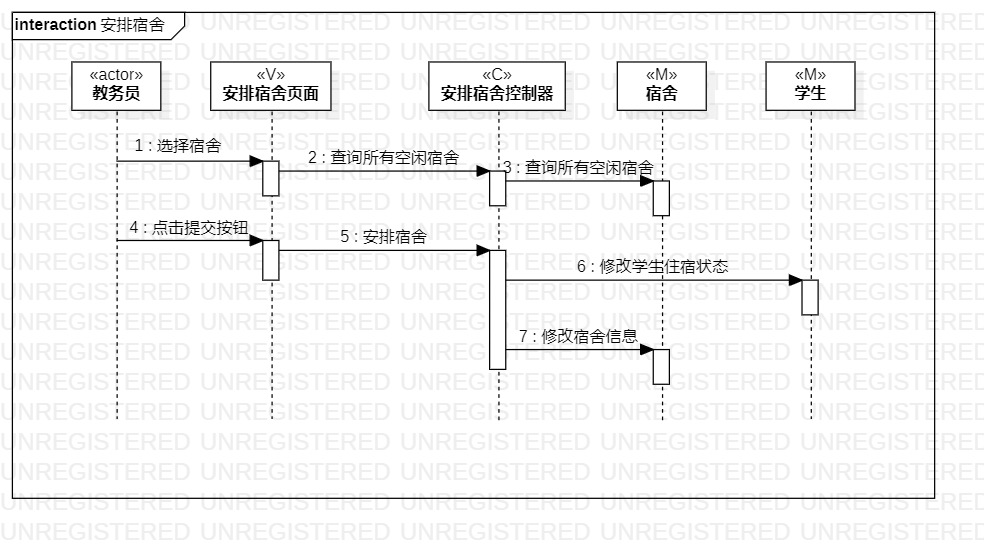 interaction 安排宿舍
«actor»
教务员
«V»
安排宿舍页面
«C»
安排宿舍控制器
«M»
宿舍
«M»
学生
1 : 选择宿舍
2 : 查询所有空闲宿舍
3 : 查询所有空闲宿舍
4 : 点击提交按钮
5 : 安排宿舍
6 : 修改学生住宿状态
7 : 修改宿舍信息
UNREGISTERED